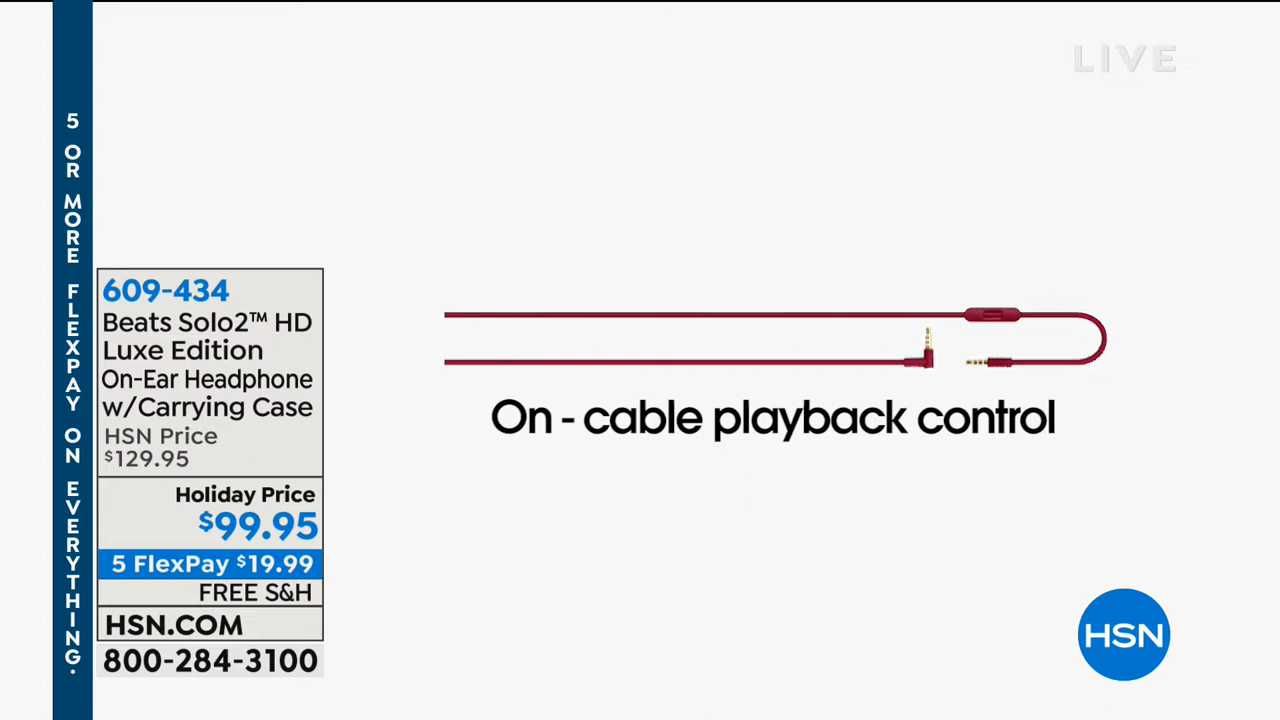 LIVE
5 OR MORE FLEXPAY ON EVERYTHING.
609-434
Beats Solo2™ HD
Luxe Edition
On-Ear Headphone
w/Carrying Case
HSN Price
$129.95
Holiday Price
$99.95
5 FlexPay $19.99
FREE S&H
HSN.COM
800-284-3100
On - cable playback control
HSN